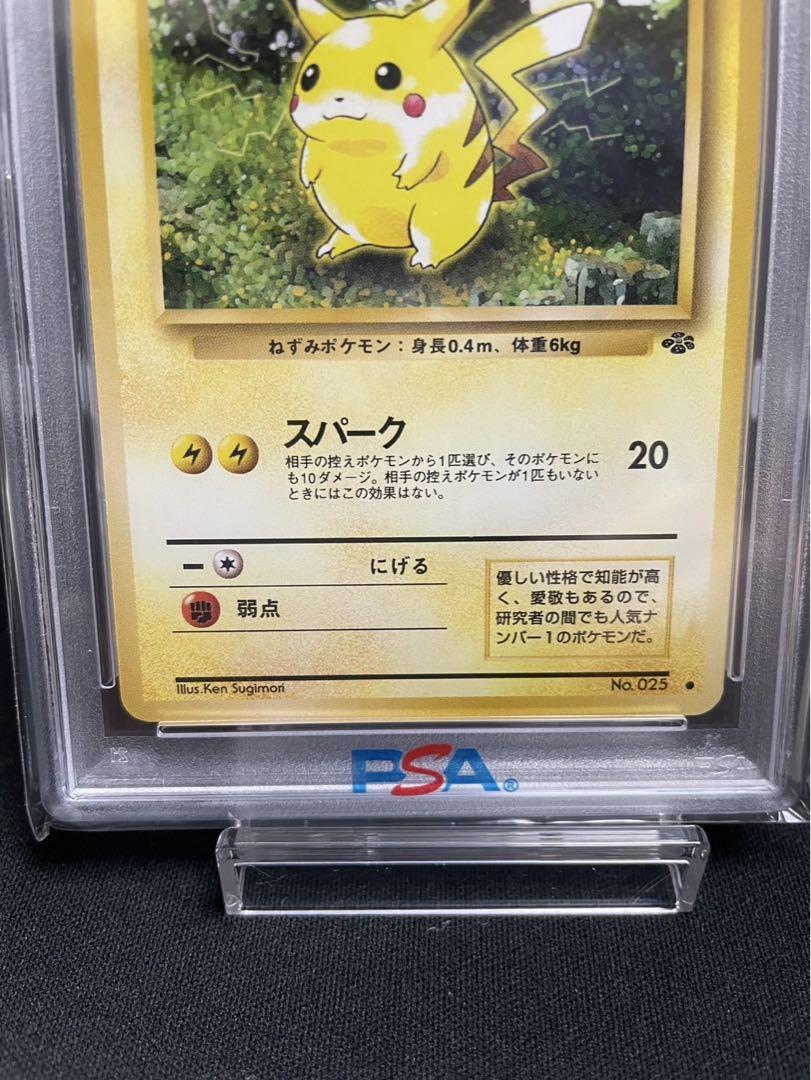 ねずみポケモン：身長0.4m、体重6kg
スパーク
相手の控えポケモンから1匹選び、そのポケモンに
も10ダメージ。相手の控えポケモンが1匹もいない
ときにはこの効果はない。
20
にげる
弱点
優しい性格で知能が高
く、愛敬もあるので、
研究者の間でも人気ナ
ンバー1のポケモンだ。
Illus.Ken Sugimori
No. 025
PSA®